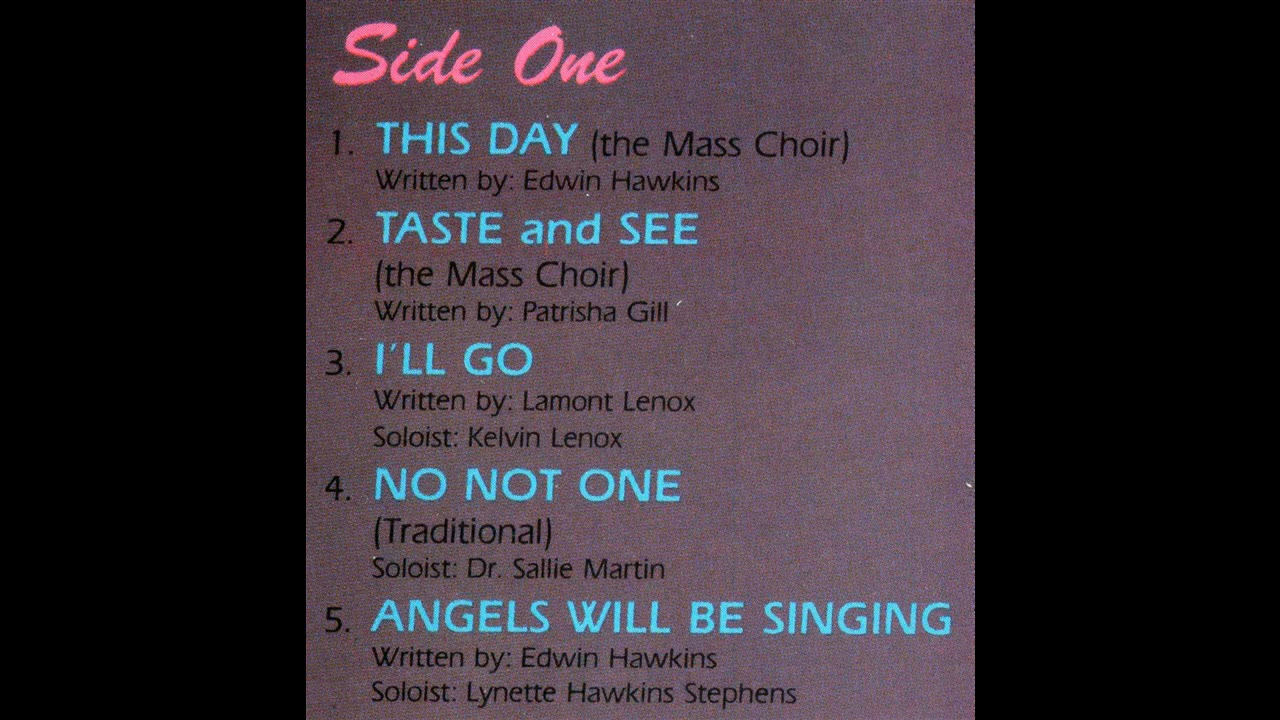 Side One
1. THIS DAY (the Mass Choir)
Written by: Edwin Hawkins
2. TASTE and SEE
(the Mass Choir)
Written by: Patrisha Gill
3. I'LL GO
Written by: Lamont Lenox
Soloist: Kelvin Lenox
4. NO NOT ONE
(Traditional)
Soloist: Dr. Sallie Martin
5. ANGELS WILL BE SINGING
Written by: Edwin Hawkins
Soloist: Lynette Hawkins Stephens